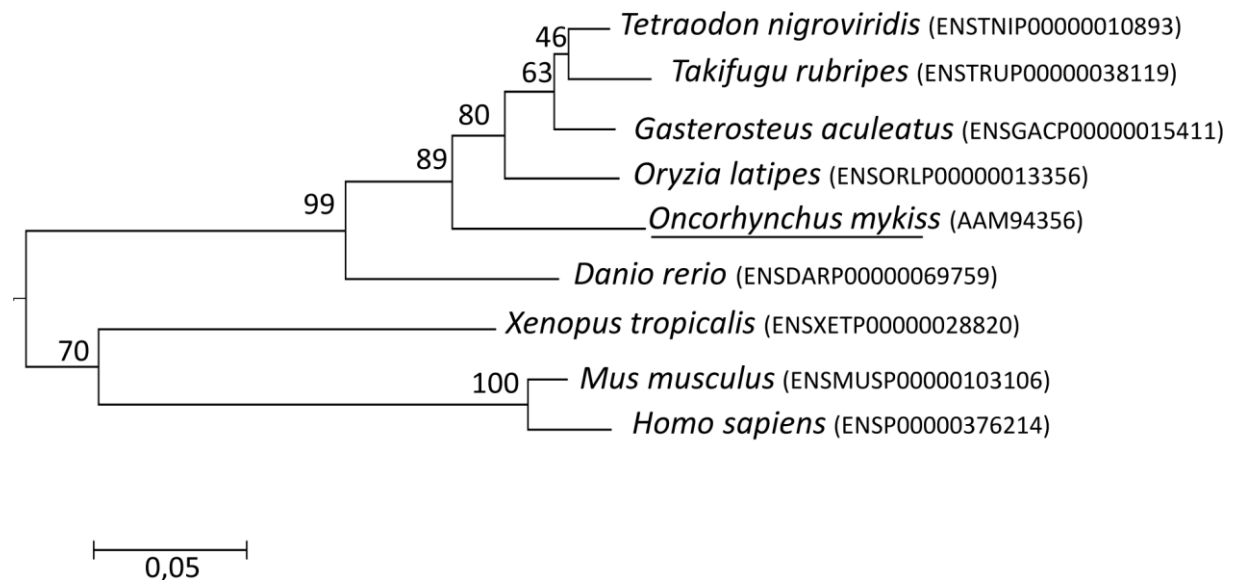 46 Tetraodon nigroviridis (ENSTNIP00000010893)
63 Takifugu rubripes (ENSTRUP00000038119)
80 Gasterosteus aculeatus (ENSGACP00000015411)
89 Oryzia latipes (ENSORLP00000013356)
99 Oncorhynchus mykiss (AAM94356)
Danio rerio (ENSDARP00000069759)
Xenopus tropicalis (ENSXETP00000028820)
70
100 Mus musculus (ENSMUSP00000103106)
Homo sapiens (ENSP00000376214)
0,05